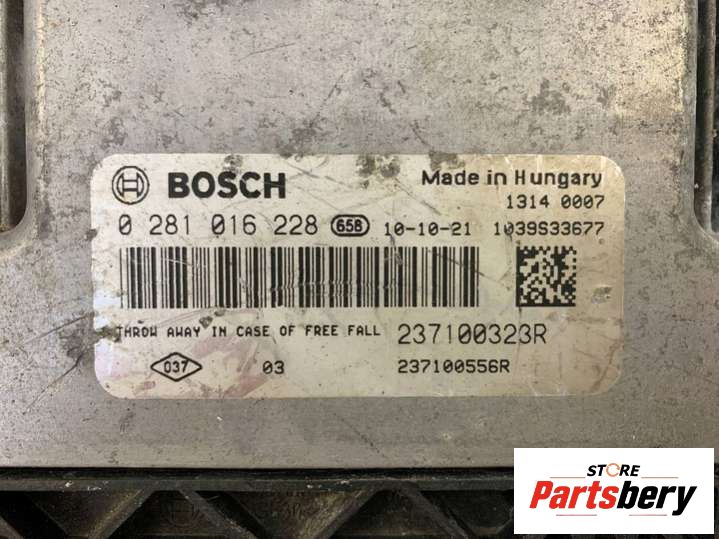 BOSCH Made in Hungary
1314 0007
0 281 016 228 658 10-10-21 1039S33677
THROW AWAY IN CASE OF FREE FALL 237100323R
037 03 237100556R
STORE
Partsbery